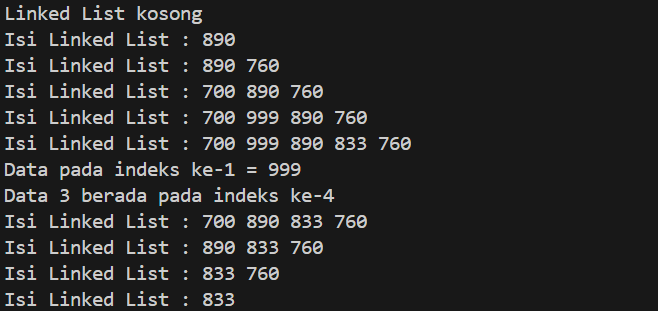 Linked List kosong
Isi Linked List : 890
Isi Linked List : 890 760
Isi Linked List : 700 890 760
Isi Linked List : 700 999 890 760
Isi Linked List : 700 999 890 833 760
Data pada indeks ke-1 = 999
Data 3 berada pada indeks ke-4
Isi Linked List : 700 890 833 760
Isi Linked List : 890 833 760
Isi Linked List : 833 760
Isi Linked List : 833